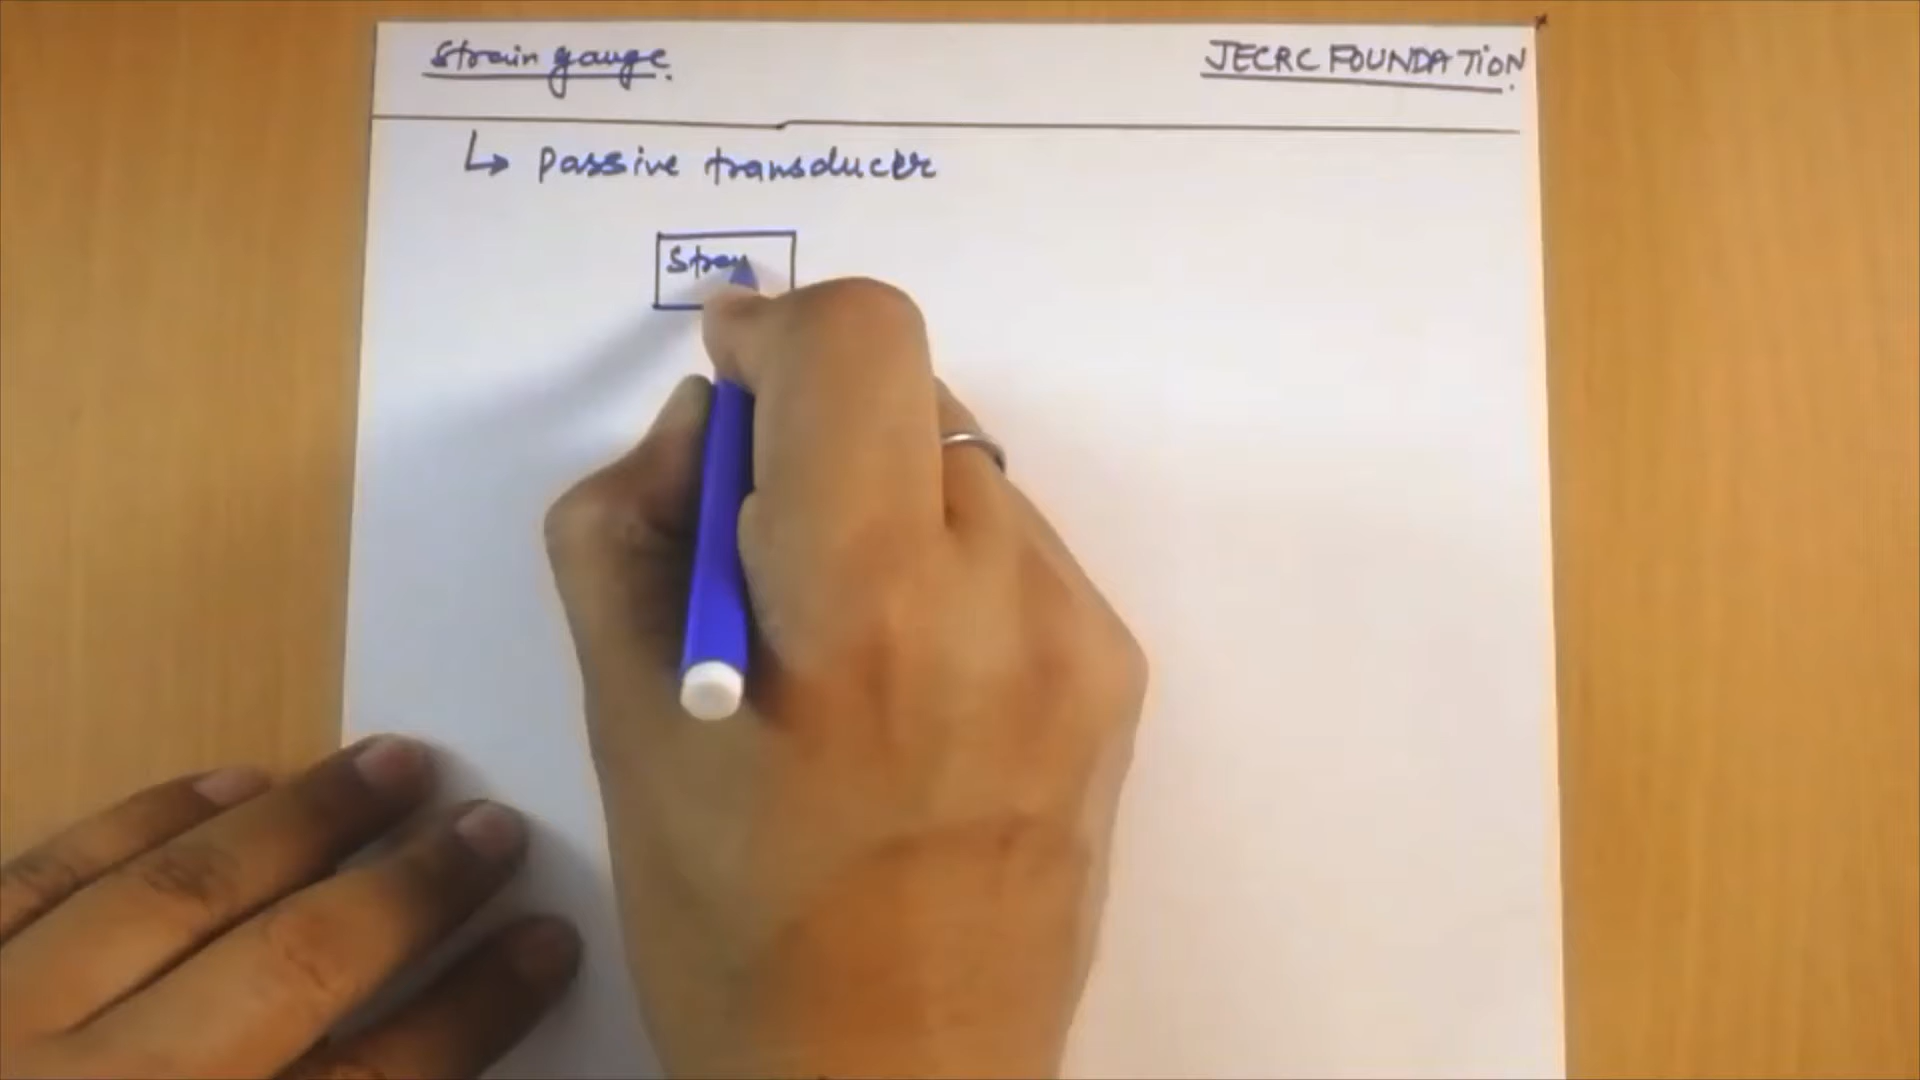 Strain gauge.
JECRC FOUNDATION.
↳ Passive transducer